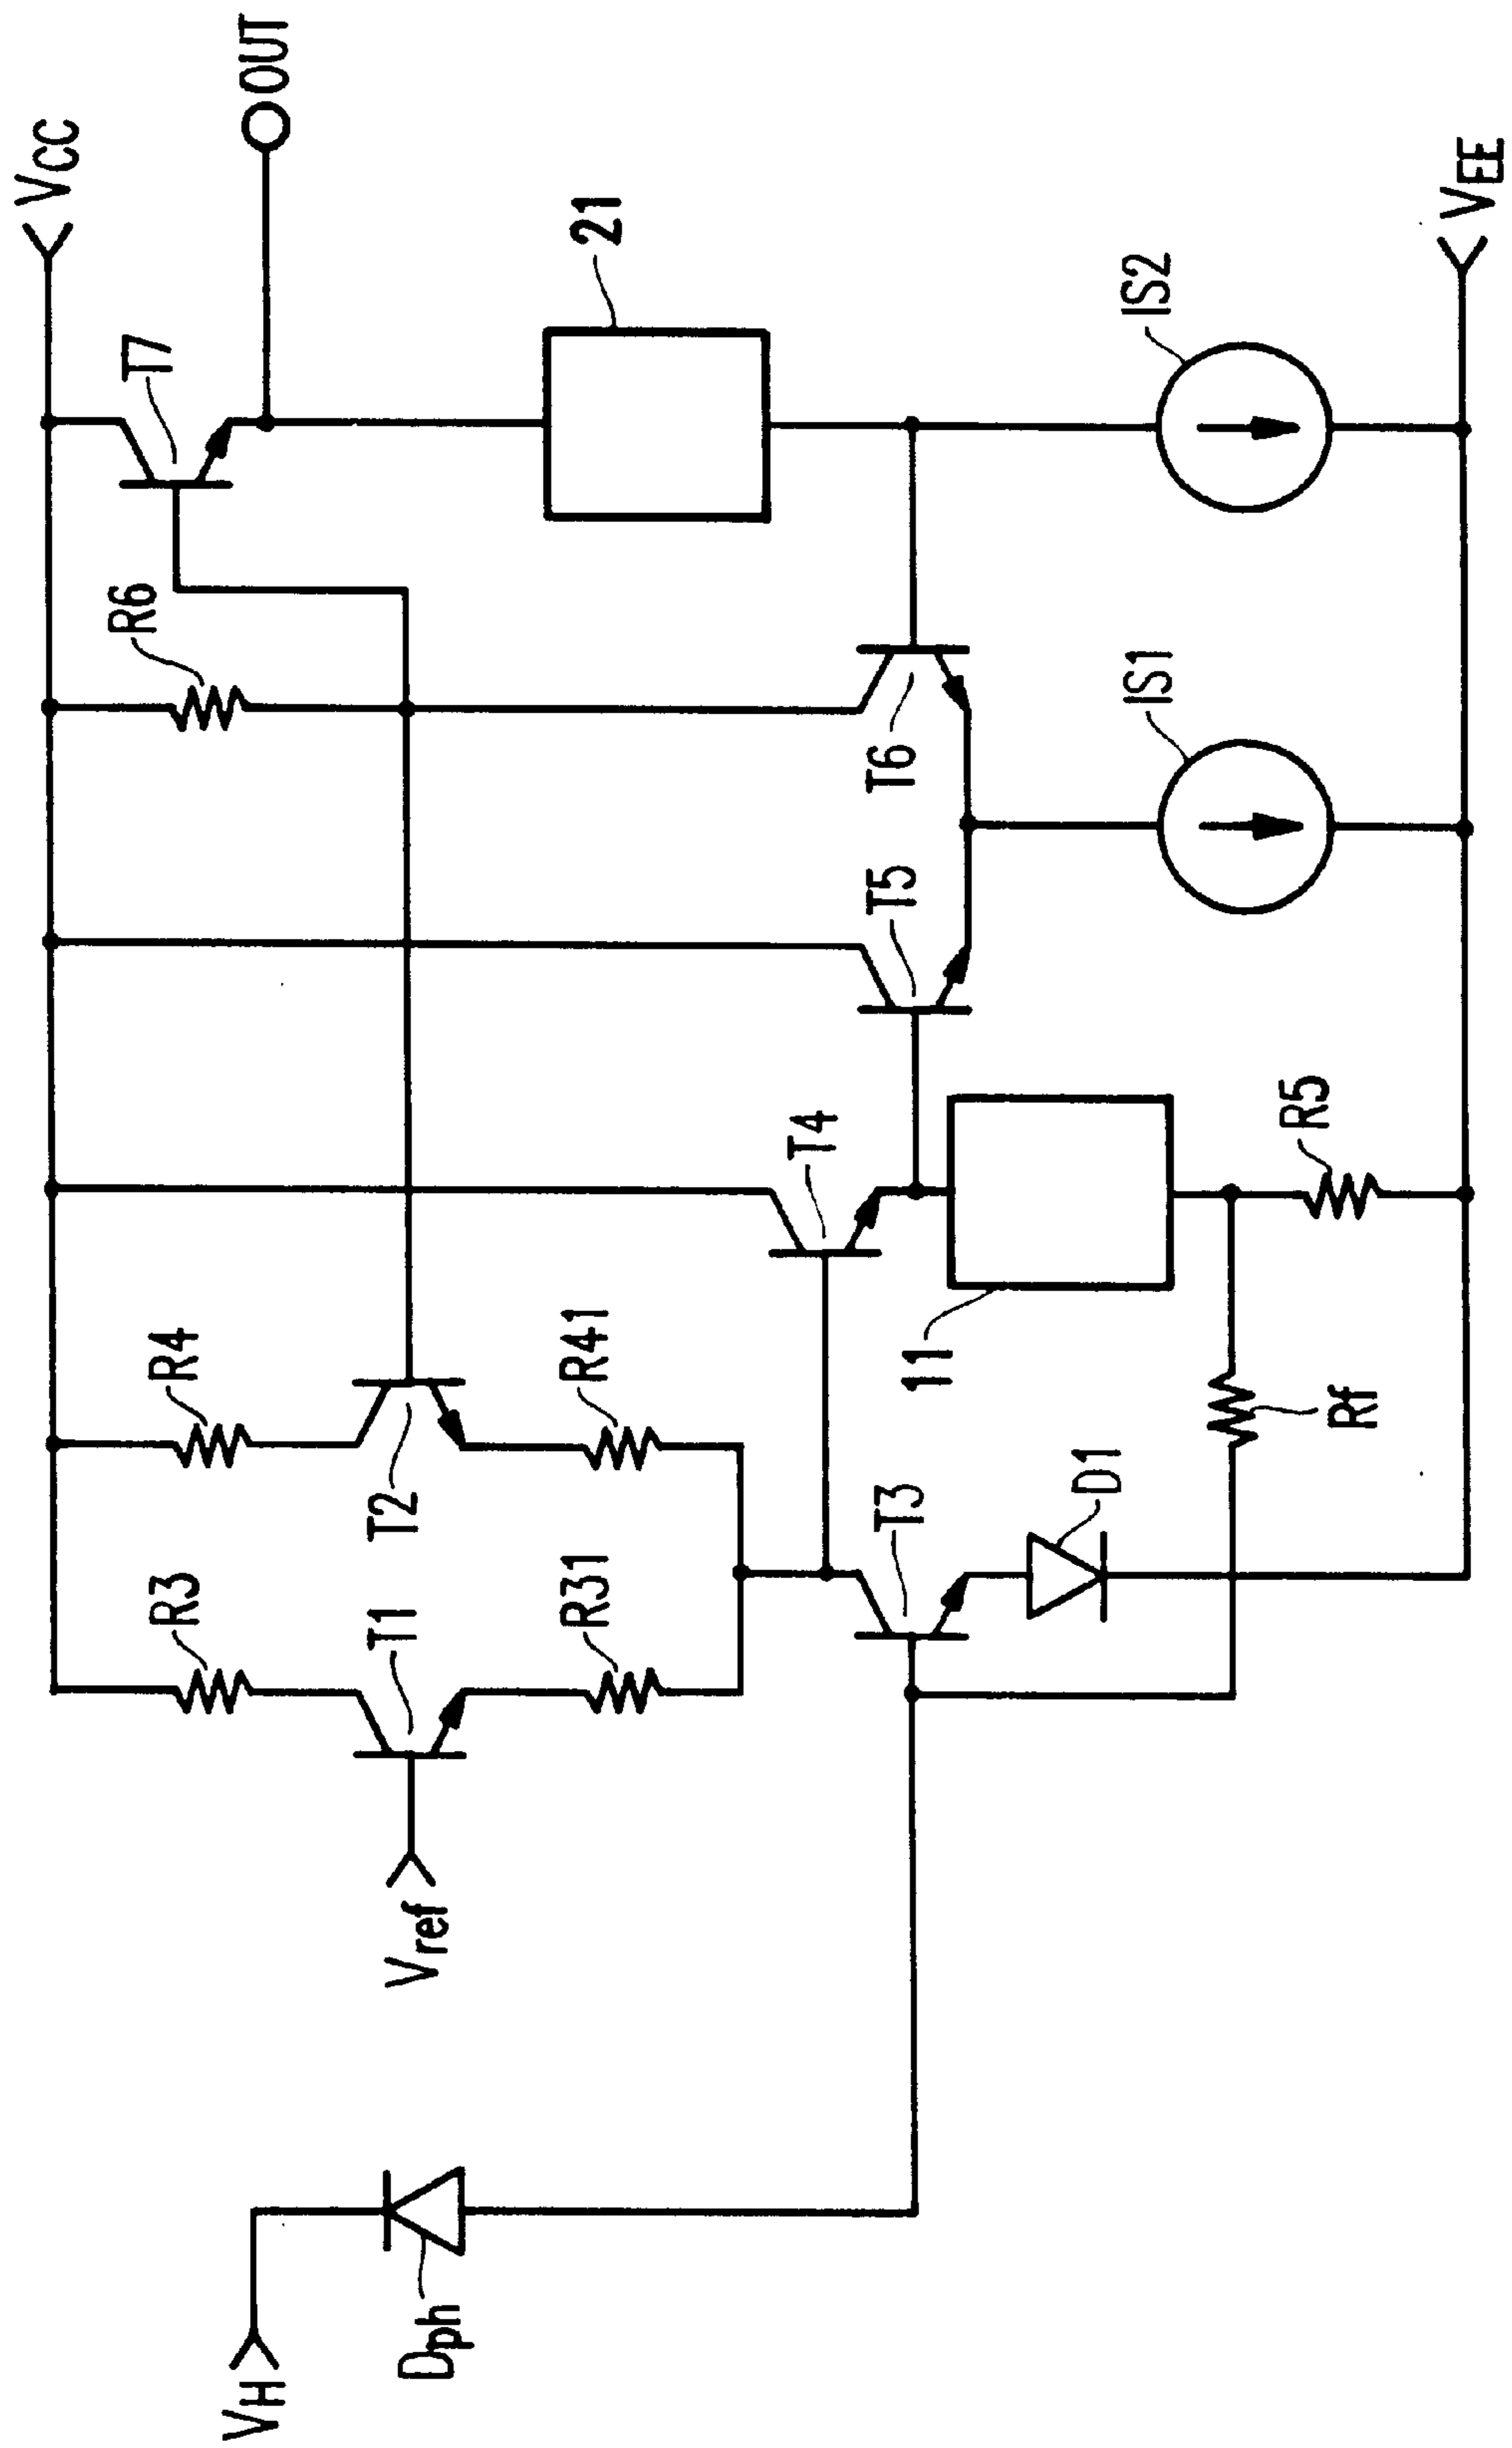 VCC
OUT
T7
R6
R4
R3
21
T2
T1
Vref
R41
R31
VH
Dph
T4
T6
T5
T3
11
IS2
IS1
D1
R5
Rf
VEE